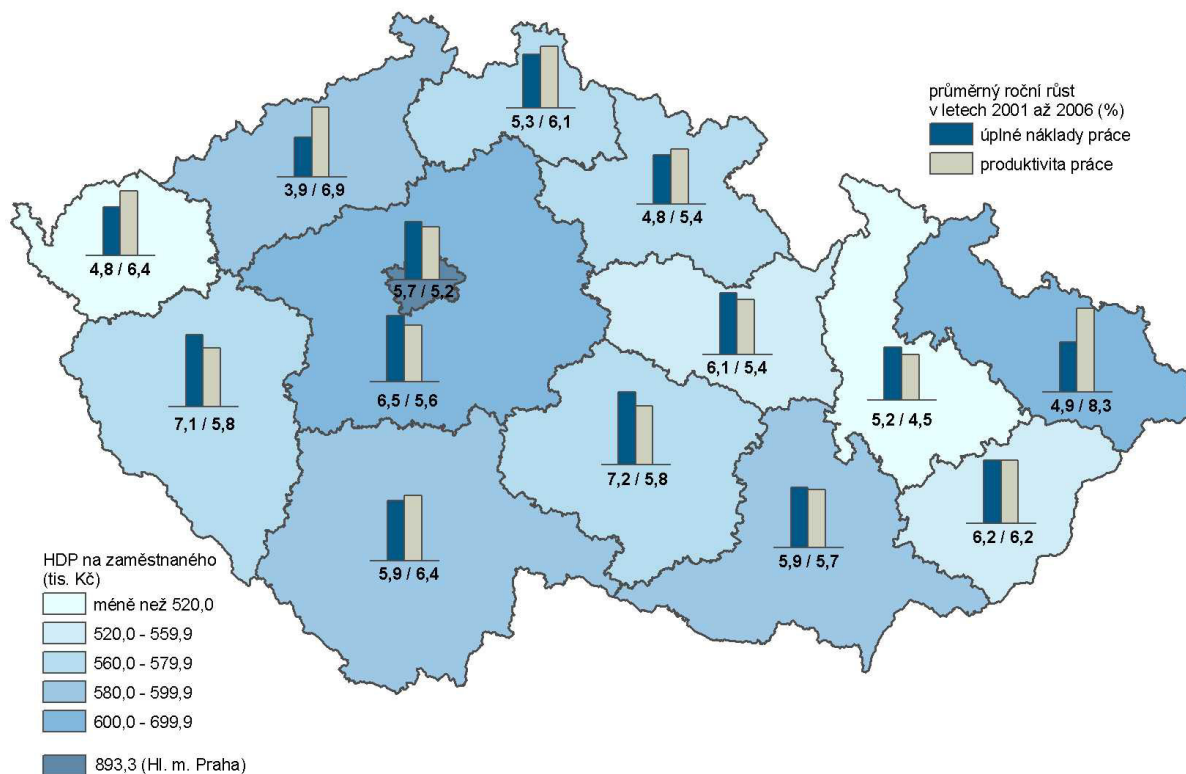 průměrný roční růst
v letech 2001 až 2006 (%)
úplné náklady práce
produktivita práce
5,3 / 6,1
3,9 / 6,9
4,8 / 5,4
4,8 / 6,4
5,7 / 5,2
6,1 / 5,4
6,5 / 5,6
5,2 / 4,5
4,9 / 8,3
7,1 / 5,8
7,2 / 5,8
6,2 / 6,2
5,9 / 6,4
5,9 / 5,7
HDP na zaměstnaného
(tis. Kč)
méně než 520,0
520,0 - 559,9
560,0 - 579,9
580,0 - 599,9
600,0 - 699,9
893,3 (Hl. m. Praha)